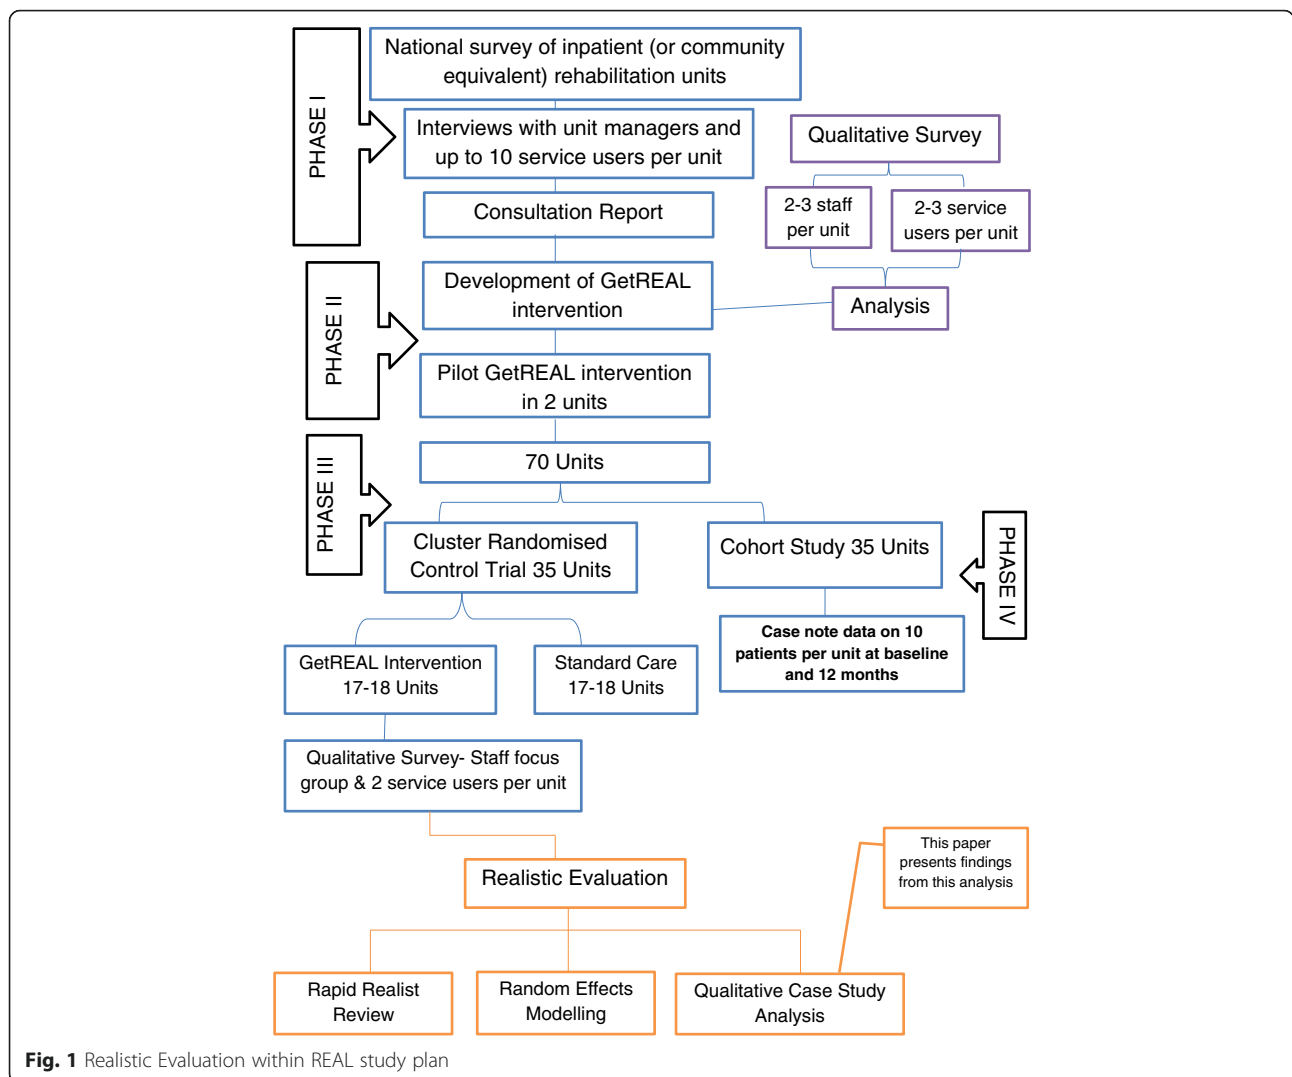 PHASE I
National survey of inpatient (or community
equivalent) rehabilitation units
Interviews with unit managers and
up to 10 service users per unit
Consultation Report
Qualitative Survey
2-3 staff
per unit
2-3 service
users per unit
Analysis
PHASE II
Development of GetREAL
intervention
Pilot GetREAL intervention
in 2 units
PHASE III
70 Units
Cluster Randomised
Control Trial 35 Units
Cohort Study 35 Units
PHASE IV
Case note data on 10
patients per unit at baseline
and 12 months
GetREAL Intervention
17-18 Units
Standard Care
17-18 Units
Qualitative Survey- Staff focus
group & 2 service users per unit
Realistic Evaluation
This paper
presents findings
from this analysis
Rapid Realist
Review
Random Effects
Modelling
Qualitative Case Study
Analysis
Fig. 1 Realistic Evaluation within REAL study plan